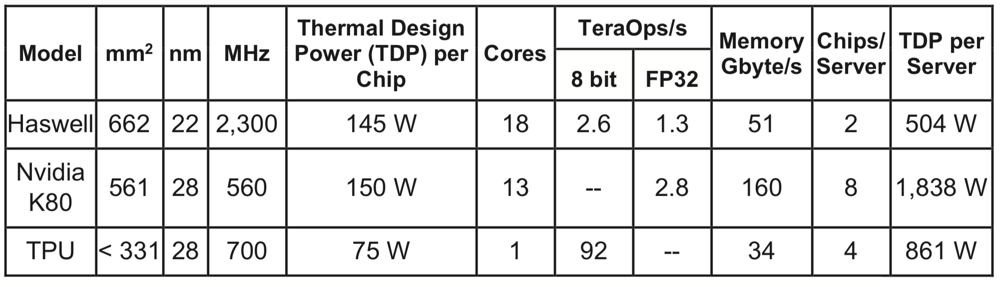 Model mm² nm MHz Thermal Design Power (TDP) per Chip Cores TeraOps/s 8 bit FP32 Memory Gbyte/s Chips/ Server TDP per Server
Haswell 662 22 2,300 145 W 18 2.6 1.3 51 2 504 W
Nvidia K80 561 28 560 150 W 13 -- 2.8 160 8 1,838 W
TPU < 331 28 700 75 W 1 92 -- 34 4 861 W